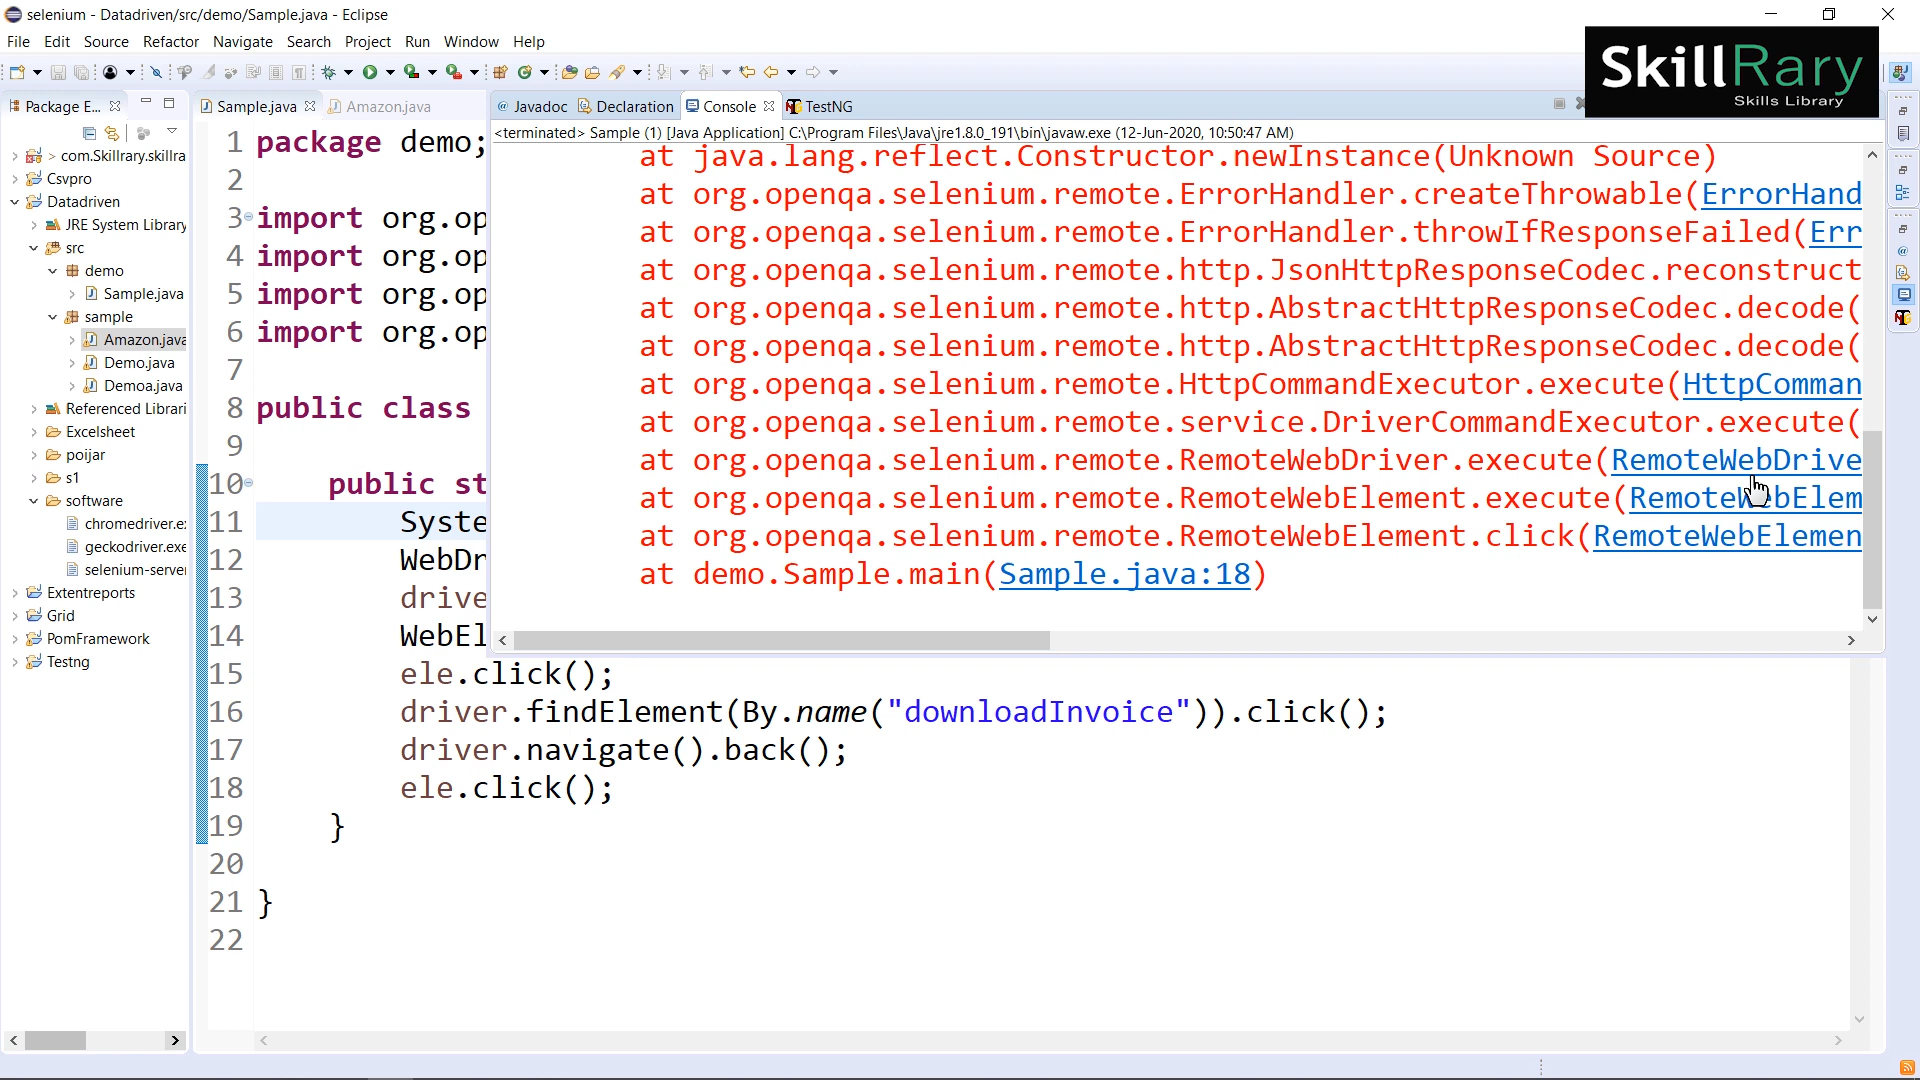 selenium - Datadriven/src/demo/Sample.java - Eclipse
File Edit Source Refactor Navigate Search Project Run Window Help
SkillRary
Skills Library
Package E...
Sample.java
Amazon.java
@ Javadoc
Declaration
Console
TestNG
<terminated> Sample (1) [Java Application] C:\Program Files\Java\jre1.8.0_191\bin\javaw.exe (12-Jun-2020, 10:50:47 AM)
> com.Skillrary.skillra
Csvpro
Datadriven
JRE System Library
src
demo
Sample.java
sample
Amazon.java
Demo.java
Demoa.java
Referenced Librari
Excelsheet
poijar
s1
software
chromedriver.e
geckodriver.exe
selenium-server
Extentreports
Grid
PomFramework
Testng
at java.lang.reflect.Constructor.newInstance(Unknown Source)
at org.openqa.selenium.remote.ErrorHandler.createThrowable(ErrorHand
at org.openqa.selenium.remote.ErrorHandler.throwIfResponseFailed(Err
at org.openqa.selenium.remote.http.JsonHttpResponseCodec.reconstruct
at org.openqa.selenium.remote.http.AbstractHttpResponseCodec.decode(
at org.openqa.selenium.remote.http.AbstractHttpResponseCodec.decode(
at org.openqa.selenium.remote.HttpCommandExecutor.execute(HttpComman
at org.openqa.selenium.remote.service.DriverCommandExecutor.execute(
at org.openqa.selenium.remote.RemoteWebDriver.execute(RemoteWebDrive
at org.openqa.selenium.remote.RemoteWebElement.execute(RemoteWebElem
at org.openqa.selenium.remote.RemoteWebElement.click(RemoteWebElemen
at demo.Sample.main(Sample.java:18)
1 package demo;
2
3 import org.op
4 import org.op
5 import org.op
6 import org.op
7
8 public class
9
10 public st
11 Syste
12 WebDr
13 drive
14 WebEl
15 ele.click();
16 driver.findElement(By.name("downloadInvoice")).click();
17 driver.navigate().back();
18 ele.click();
19 }
20
21 }
22